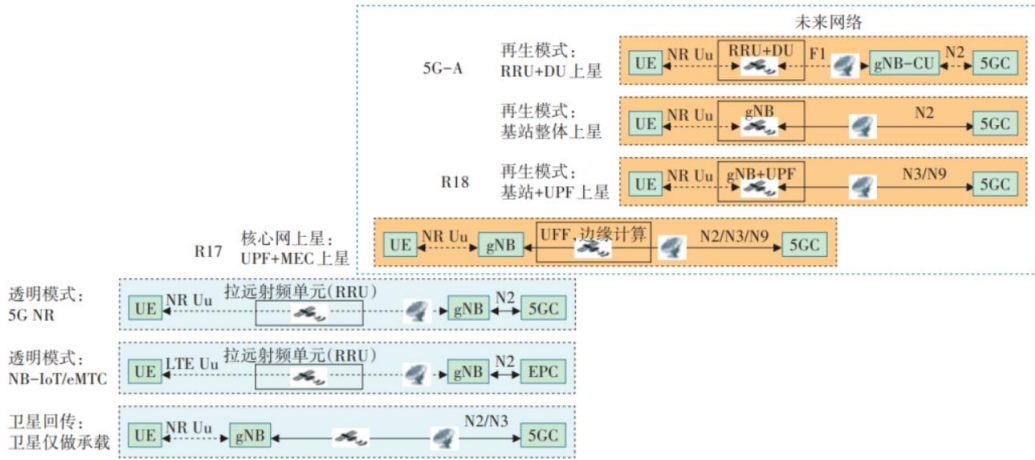 未来网络
5G-A
再生模式:
RRU+DU上星
UE
NR Uu
RRU+DU
F1
gNB-CU
N2
5GC
再生模式:
基站整体上星
UE
NR Uu
gNB
N2
5GC
R18
再生模式:
基站+UPF上星
UE
NR Uu
gNB+UPF
N3/N9
5GC
R17
核心网上星:
UPF+MEC上星
UE
NR Uu
gNB
UFF,边缘计算
N2/N3/N9
5GC
透明模式:
5G NR
UE
NR Uu
拉远射频单元(RRU)
gNB
N2
5GC
透明模式:
NB-IoT/eMTC
UE
LTE Uu
拉远射频单元(RRU)
gNB
N2
EPC
卫星回传:
卫星仅做承载
UE
NR Uu
gNB
N2/N3
5GC